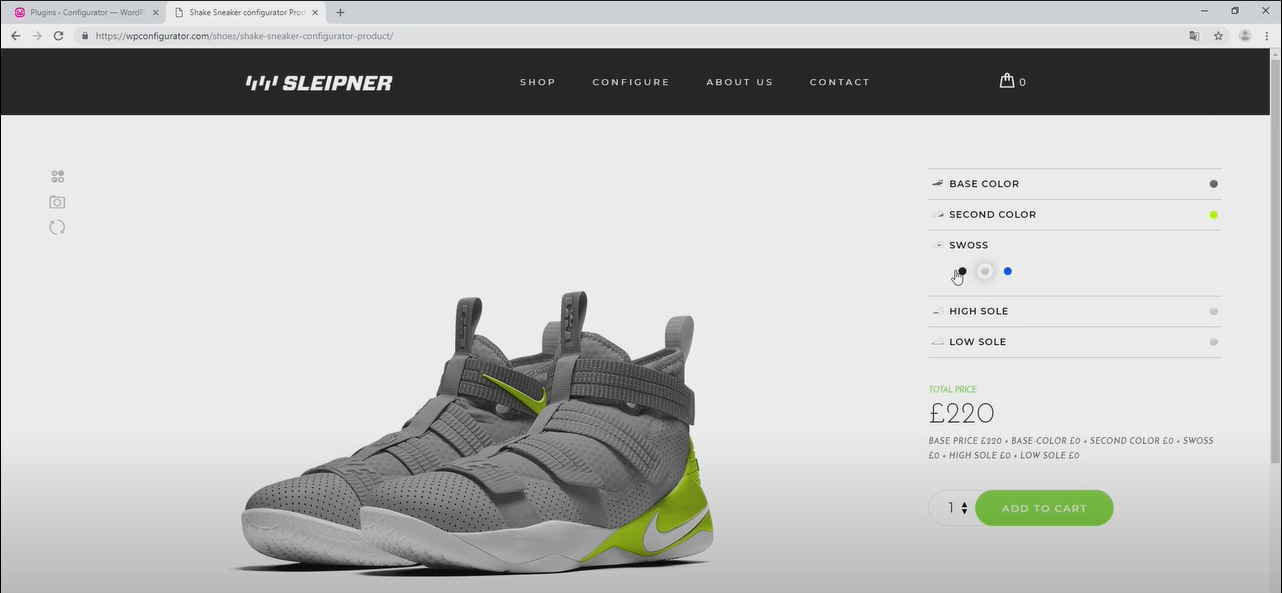 Plugins ‹ Configurator — WordPr
Shake Sneaker configurator Prod
https://wpconfigurator.com/shoes/shake-sneaker-configurator-product/
SLEIPNER
SHOP
CONFIGURE
ABOUT US
CONTACT
0
BASE COLOR
SECOND COLOR
SWOSS
HIGH SOLE
LOW SOLE
TOTAL PRICE
£220
BASE PRICE £220 + BASE-COLOR £0 + SECOND COLOR £0 + SWOSS
£0 + HIGH SOLE £0 + LOW SOLE £0
1
ADD TO CART